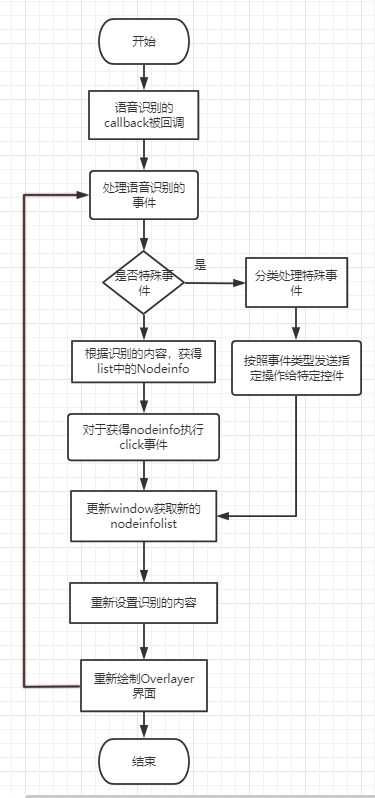 开始
语音识别的
callback被回调
处理语音识别的
事件
是否特殊事
件
是
分类处理特殊事
件
根据识别的内容，获得
list中的Nodeinfo
按照事件类型发送指
定操作给特定控件
对于获得nodeinfo执行
click事件
更新window获取新的
nodeinfolist
重新设置识别的内容
重新绘制Overlayer
界面
结束